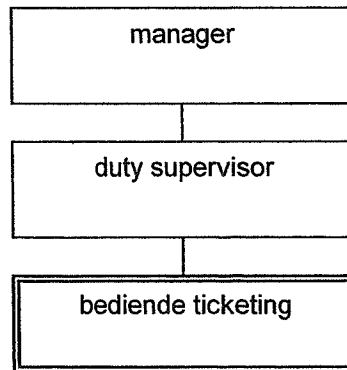 manager
duty supervisor
bediende ticketing